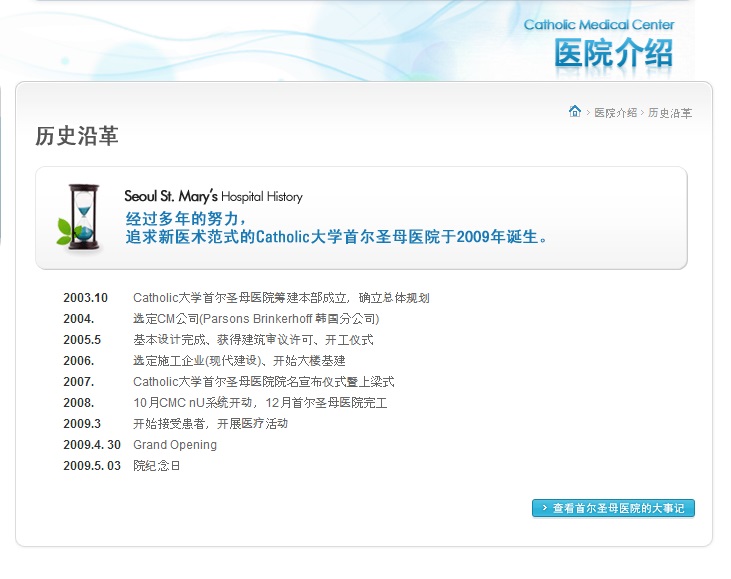 Catholic Medical Center
医院介绍
医院介绍 > 历史沿革
历史沿革
Seoul St. Mary's Hospital History
经过多年的努力，
追求新医术范式的Catholic大学首尔圣母医院于2009年诞生。
2003.10 Catholic大学首尔圣母医院筹建本部成立，确立总体规划
2004. 选定CM公司(Parsons Brinkerhoff 韩国分公司)
2005.5 基本设计完成、获得建筑审议许可、开工仪式
2006. 选定施工企业(现代建设)、开始大楼基建
2007. Catholic大学首尔圣母医院院名宣布仪式暨上梁式
2008. 10月CMC nU系统开动，12月首尔圣母医院完工
2009.3 开始接受患者，开展医疗活动
2009.4. 30 Grand Opening
2009.5. 03 院纪念日
> 查看首尔圣母医院的大事记